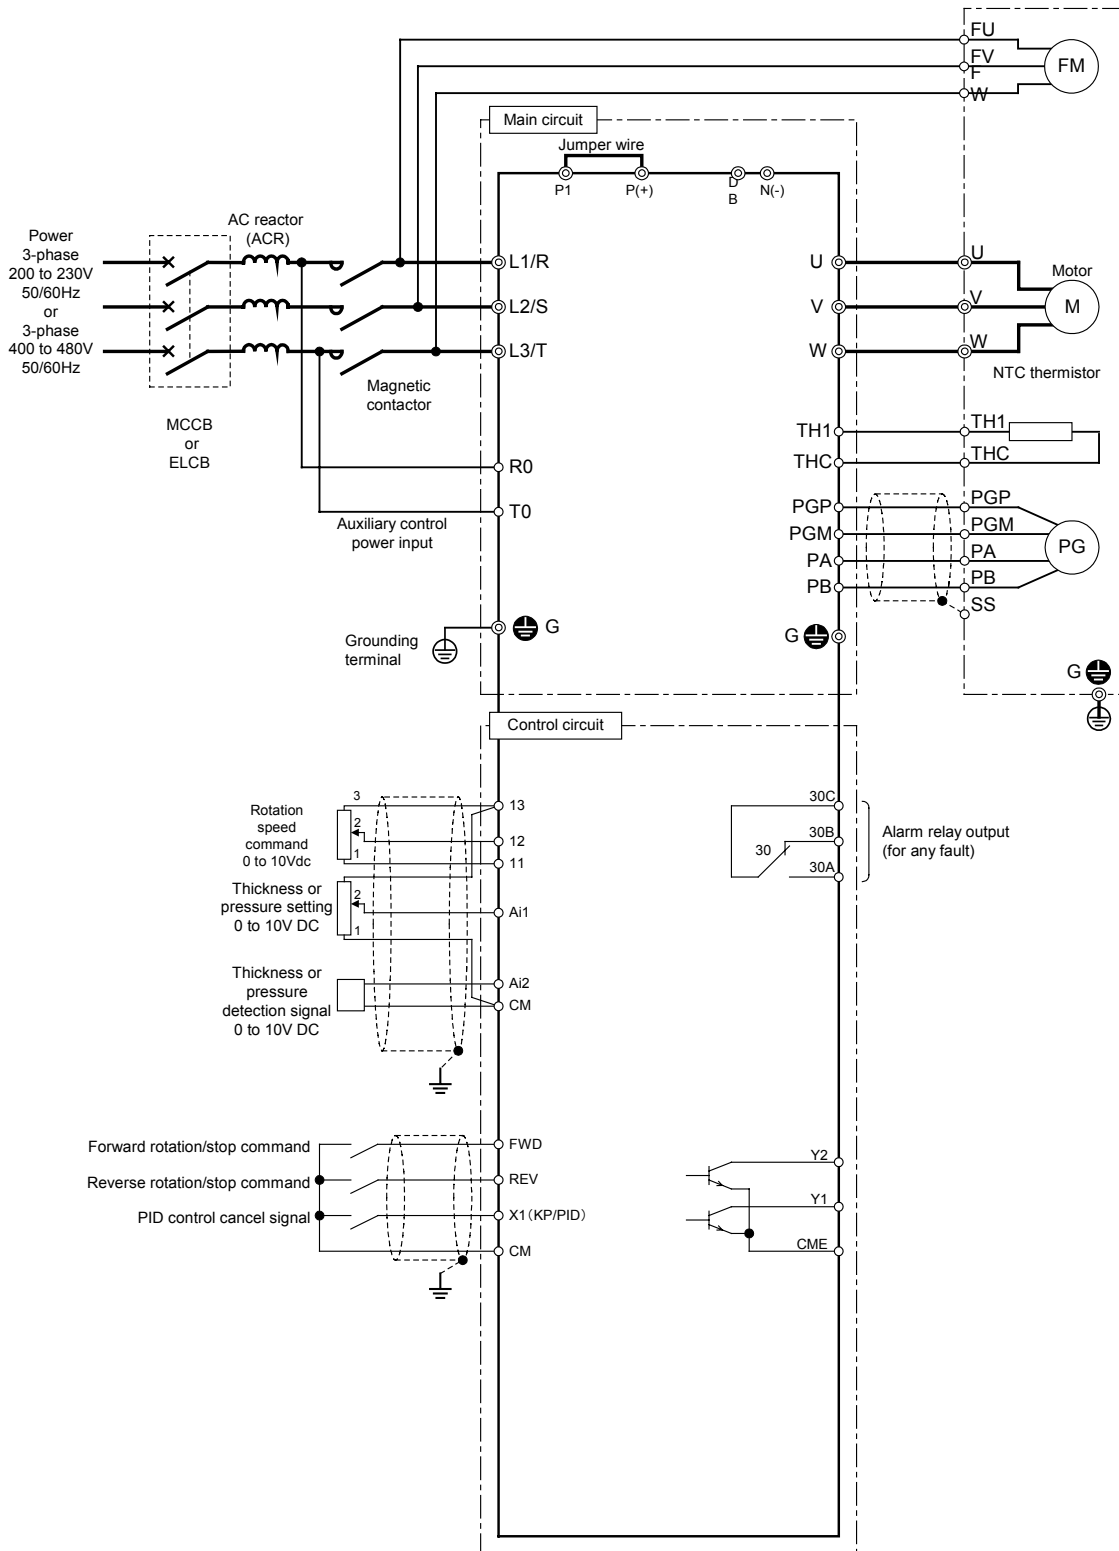 FU
FV
F
W
FM
Main circuit
Jumper wire
P1
P(+)
D
B
N(-)
AC reactor
(ACR)
Power
3-phase
200 to 230V
50/60Hz
or
3-phase
400 to 480V
50/60Hz
L1/R
L2/S
L3/T
U
V
W
U
V
W
Motor
M
NTC thermistor
Magnetic
contactor
MCCB
or
ELCB
TH1
THC
TH1
THC
R0
T0
Auxiliary control
power input
PGP
PGM
PA
PB
PGP
PGM
PA
PB
SS
PG
Grounding
terminal
G
G
G
Control circuit
Rotation
speed
command
0 to 10Vdc
3
2
1
13
12
11
Thickness or
pressure setting
0 to 10V DC
2
1
Ai1
Thickness or
pressure
detection signal
0 to 10V DC
Ai2
CM
30C
30B
30
30A
Alarm relay output
(for any fault)
Forward rotation/stop command
FWD
Reverse rotation/stop command
REV
PID control cancel signal
X1(KP/PID)
CM
Y2
Y1
CME